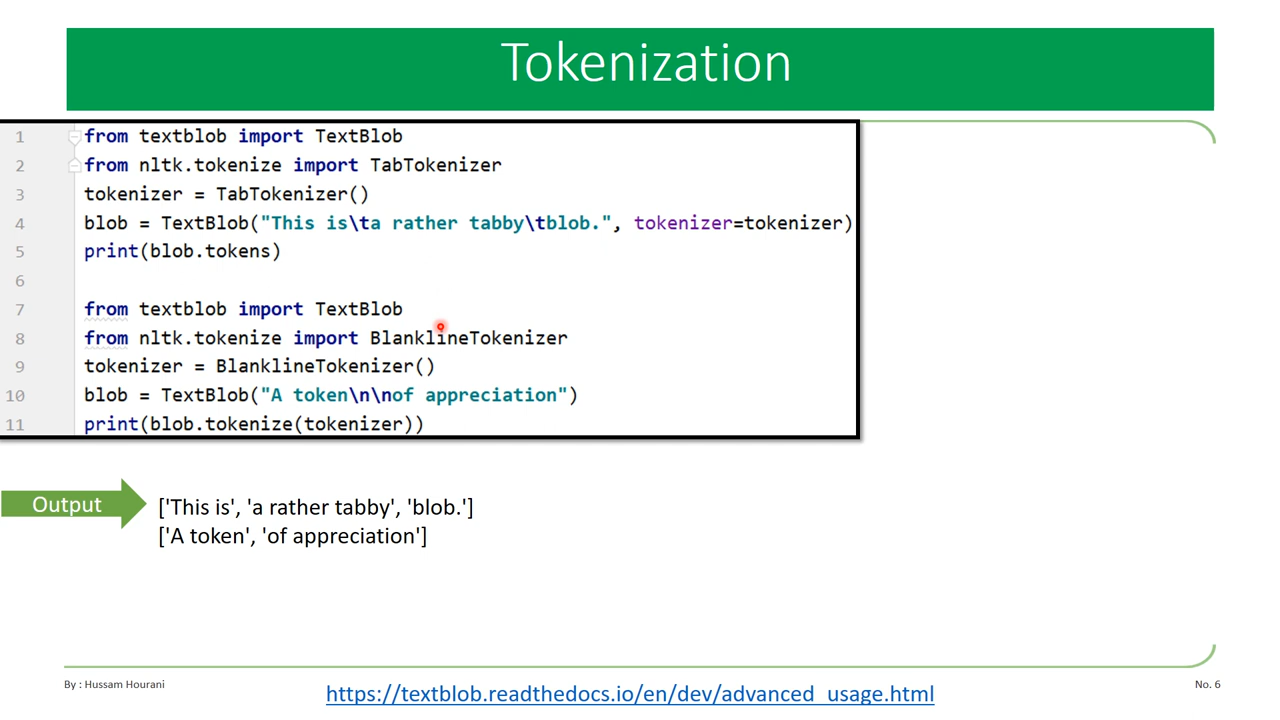 Tokenization
1 from textblob import TextBlob
2 from nltk.tokenize import TabTokenizer
3 tokenizer = TabTokenizer()
4 blob = TextBlob("This is\ta rather tabby\tblob.", tokenizer=tokenizer)
5 print(blob.tokens)
6
7 from textblob import TextBlob
8 from nltk.tokenize import BlanklineTokenizer
9 tokenizer = BlanklineTokenizer()
10 blob = TextBlob("A token\n\nof appreciation")
11 print(blob.tokenize(tokenizer))
Output
['This is', 'a rather tabby', 'blob.']
['A token', 'of appreciation']
By : Hussam Hourani
https://textblob.readthedocs.io/en/dev/advanced_usage.html
No. 6